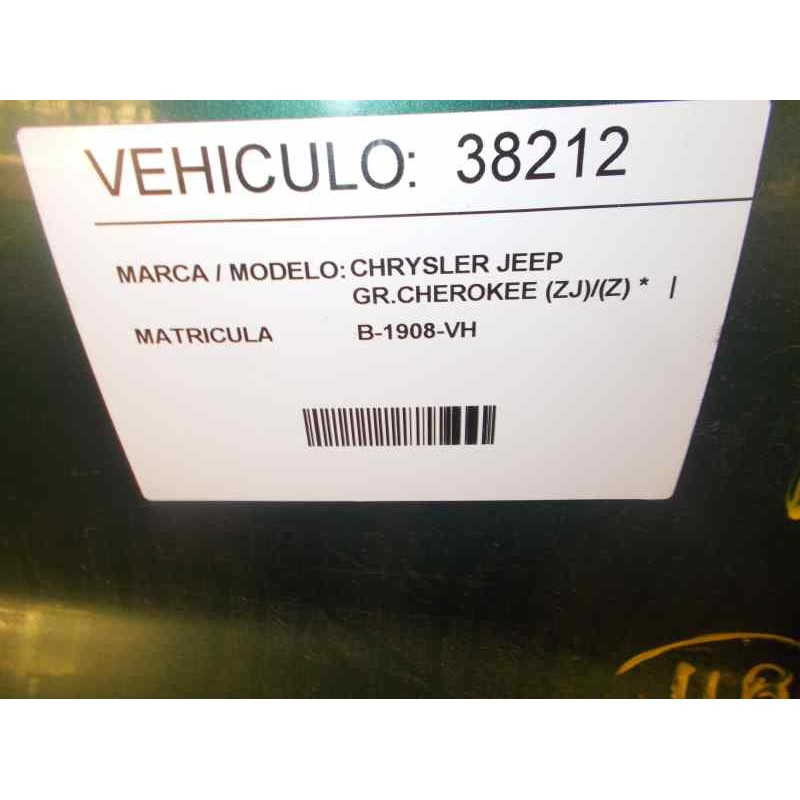 VEHICULO: 38212
MARCA / MODELO: CHRYSLER JEEP
GR.CHEROKEE (ZJ)/(Z) * |
MATRICULA B-1908-VH